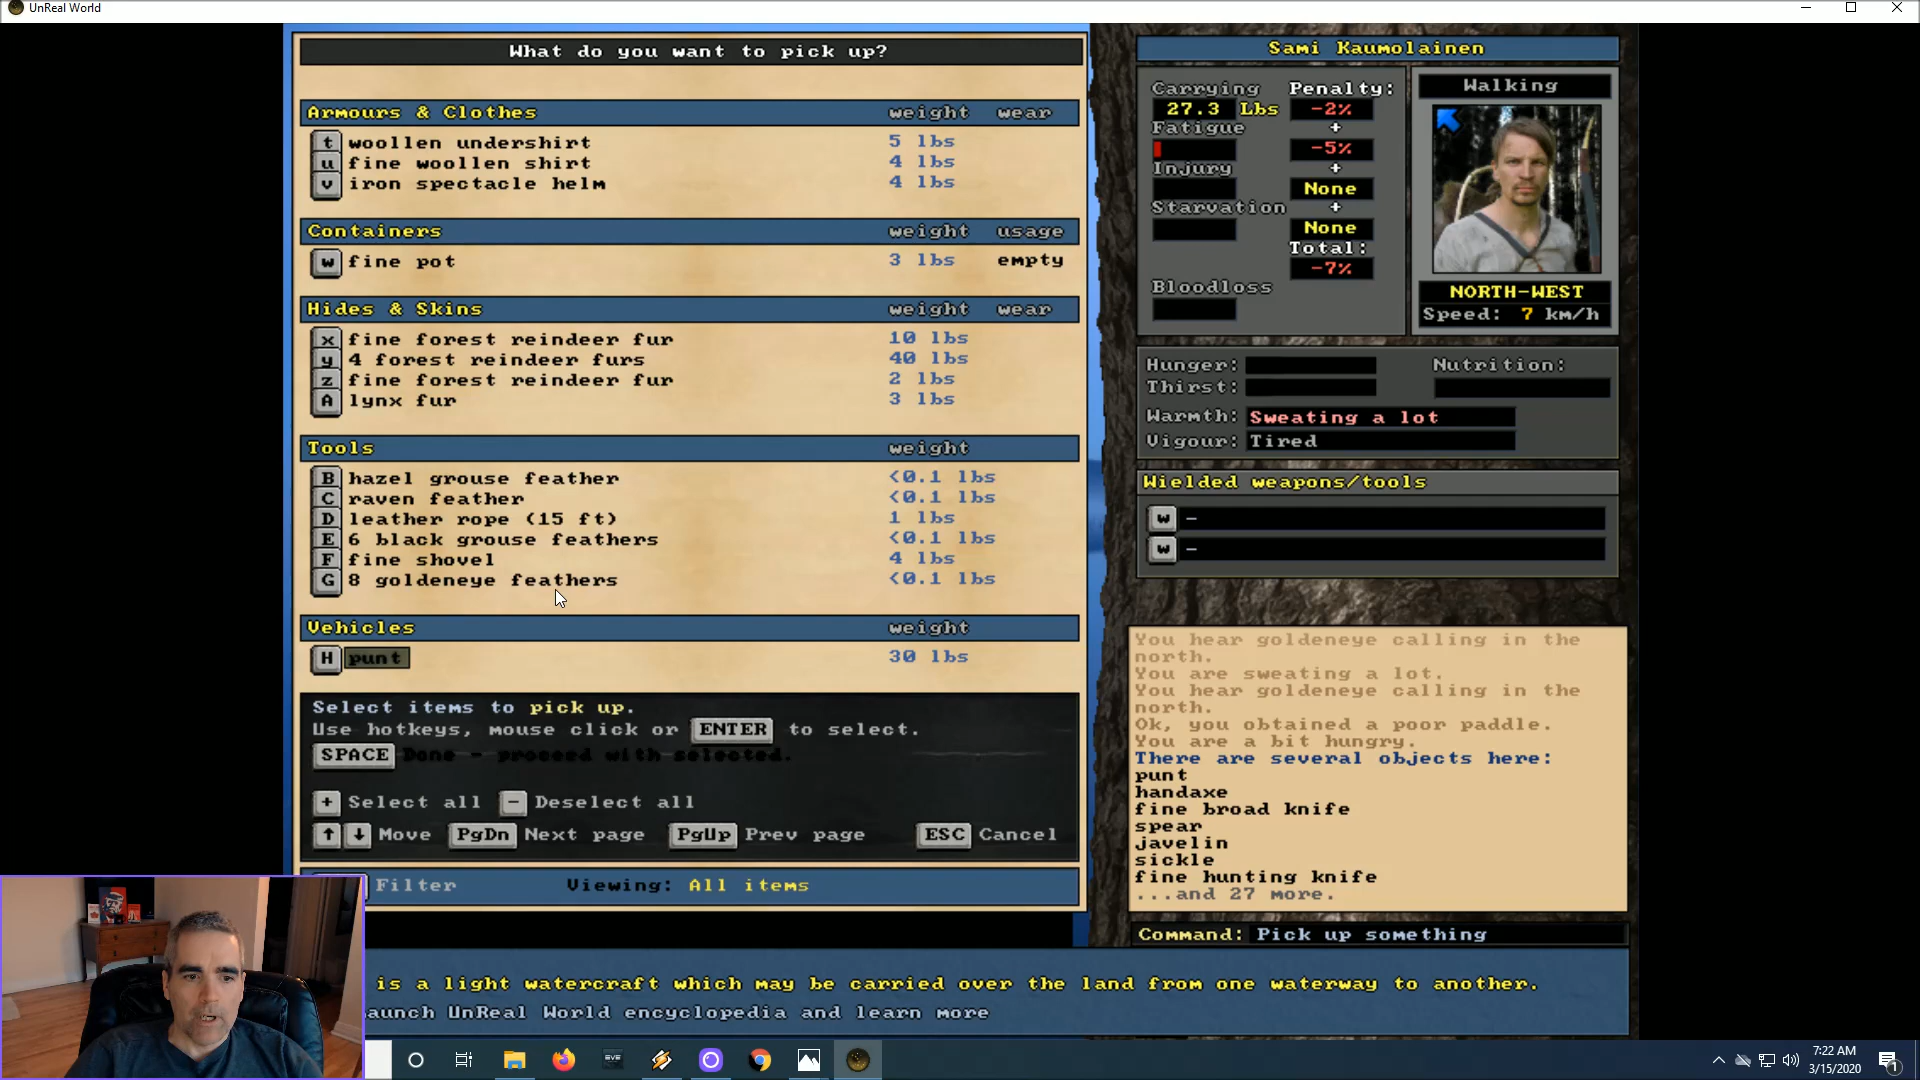 UnReal World
What do you want to pick up?
Armours & Clothes weight wear
t woollen undershirt 5 lbs
u fine woollen shirt 4 lbs
v iron spectacle helm 4 lbs
Containers weight usage
w fine pot 3 lbs empty
Hides & Skins weight wear
x fine forest reindeer fur 10 lbs
y 4 forest reindeer furs 40 lbs
z fine forest reindeer fur 2 lbs
A lynx fur 3 lbs
Tools weight
B hazel grouse feather <0.1 lbs
C raven feather <0.1 lbs
D leather rope (15 ft) 1 lbs
E 6 black grouse feathers <0.1 lbs
F fine shovel 4 lbs
G 8 goldeneye feathers <0.1 lbs
Vehicles weight
H punt 30 lbs
Select items to pick up.
Use hotkeys, mouse click or ENTER to select.
SPACE Done - proceed with selected.
+ Select all - Deselect all
↑ ↓ Move PgDn Next page PgUp Prev page ESC Cancel
Filter Viewing: All items
Sami Kaumolainen
Carrying Penalty:
27.3 Lbs -2%
Fatigue +
-5%
Injury +
None
Starvation +
None
Total:
-7%
Bloodloss
Walking
NORTH-WEST
Speed: 7 km/h
Hunger: Nutrition:
Thirst:
Warmth: Sweating a lot
Vigour: Tired
Wielded weapons/tools
w -
w -
You hear goldeneye calling in the
north.
You are sweating a lot.
You hear goldeneye calling in the
north.
Ok, you obtained a poor paddle.
You are a bit hungry.
There are several objects here:
punt
handaxe
fine broad knife
spear
javelin
sickle
fine hunting knife
...and 27 more.
Command: Pick up something
is a light watercraft which may be carried over the land from one waterway to another.
aunch UnReal World encyclopedia and learn more
EVE
7:22 AM
3/15/2020
1